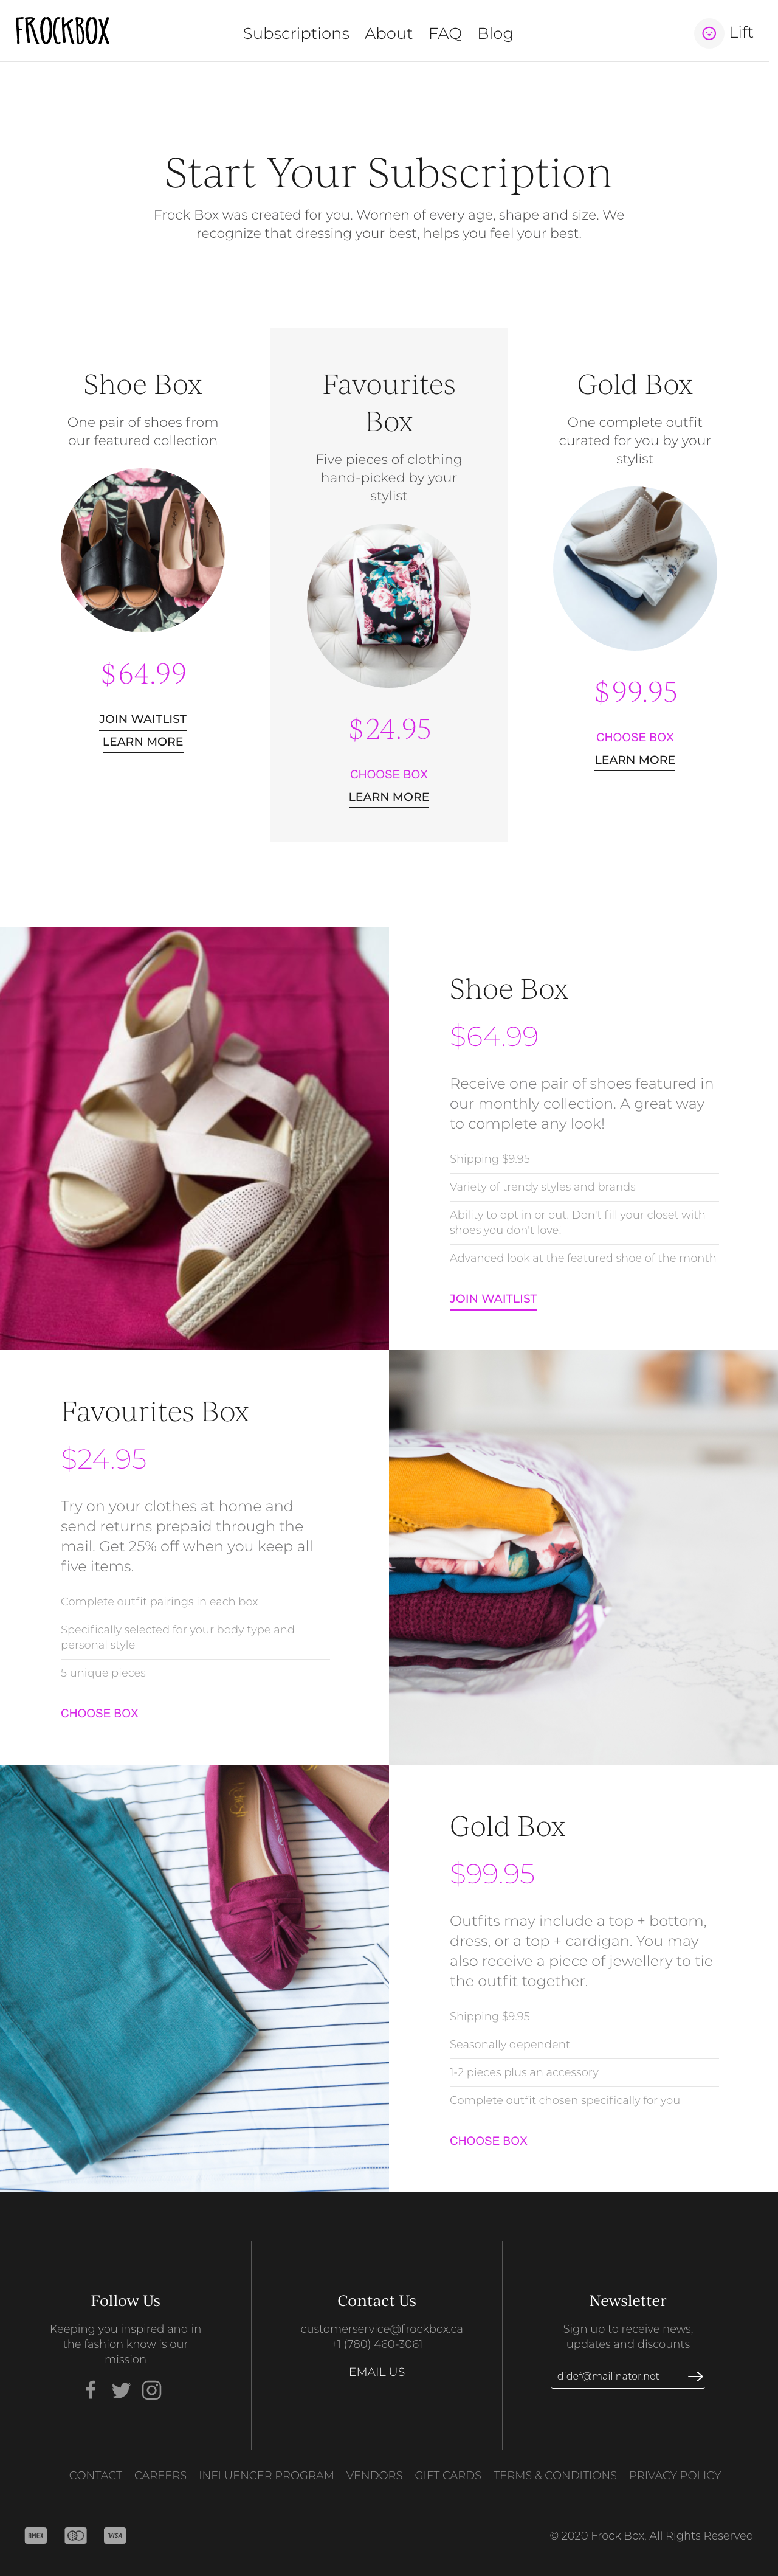 FROCKBOX
Subscriptions About FAQ Blog
Lift
Start Your Subscription
Frock Box was created for you. Women of every age, shape and size. We
recognize that dressing your best, helps you feel your best.
Shoe Box
One pair of shoes from
our featured collection
$64.99
JOIN WAITLIST
LEARN MORE
Favourites
Box
Five pieces of clothing
hand-picked by your
stylist
$24.95
CHOOSE BOX
LEARN MORE
Gold Box
One complete outfit
curated for you by your
stylist
$99.95
CHOOSE BOX
LEARN MORE
Shoe Box
$64.99
Receive one pair of shoes featured in
our monthly collection. A great way
to complete any look!
Shipping $9.95
Variety of trendy styles and brands
Ability to opt in or out. Don't fill your closet with
shoes you don't love!
Advanced look at the featured shoe of the month
JOIN WAITLIST
Favourites Box
$24.95
Try on your clothes at home and
send returns prepaid through the
mail. Get 25% off when you keep all
five items.
Complete outfit pairings in each box
Specifically selected for your body type and
personal style
5 unique pieces
CHOOSE BOX
Gold Box
$99.95
Outfits may include a top + bottom,
dress, or a top + cardigan. You may
also receive a piece of jewellery to tie
the outfit together.
Shipping $9.95
Seasonally dependent
1-2 pieces plus an accessory
Complete outfit chosen specifically for you
CHOOSE BOX
Follow Us
Keeping you inspired and in
the fashion know is our
mission
Contact Us
customerservice@frockbox.ca
+1 (780) 460-3061
EMAIL US
Newsletter
Sign up to receive news,
updates and discounts
didef@mailinator.net
CONTACT CAREERS INFLUENCER PROGRAM VENDORS GIFT CARDS TERMS & CONDITIONS PRIVACY POLICY
AMEX VISA
© 2020 Frock Box, All Rights Reserved